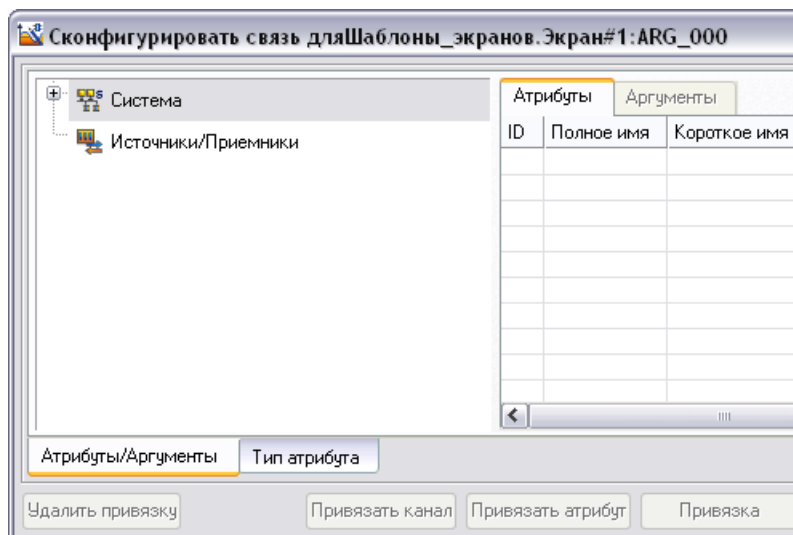 Сконфигурировать связь дляШаблоны_экранов.Экран#1:ARG_000
Система
Источники/Приемники
Атрибуты Аргументы
ID Полное имя Короткое имя
Атрибуты/Аргументы Тип атрибута
Удалить привязку Привязать канал Привязать атрибут Привязка